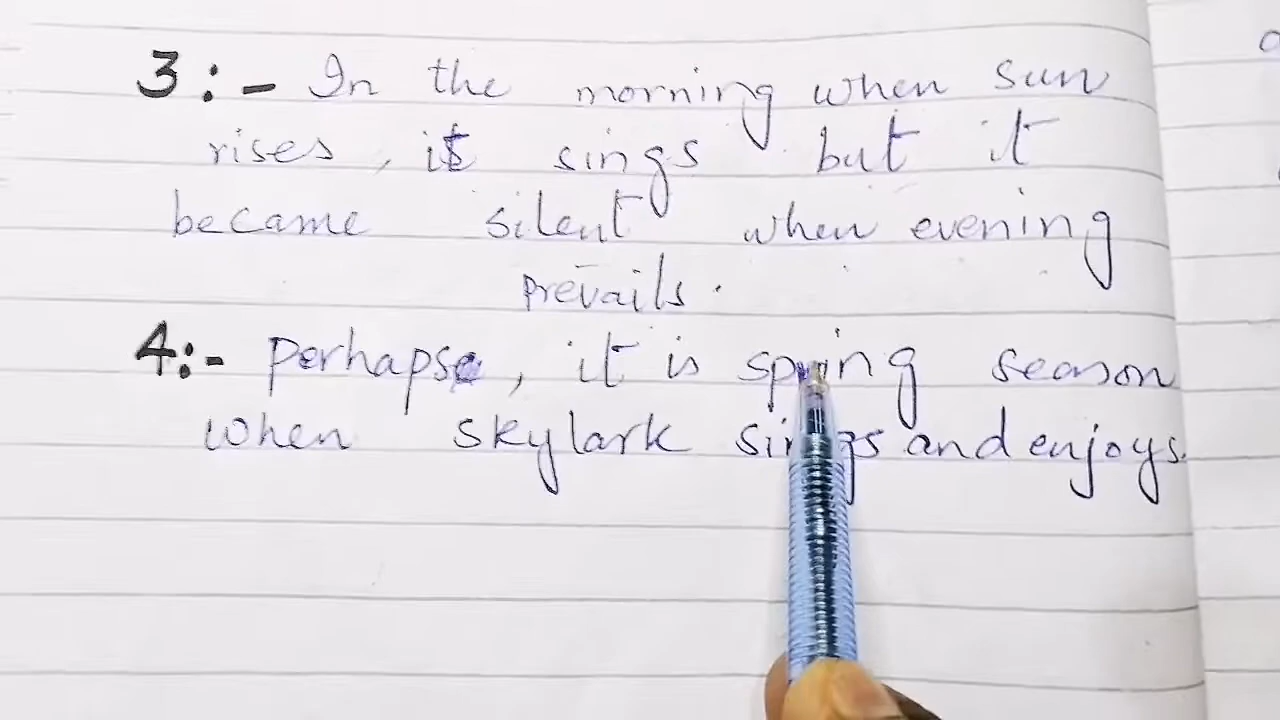 3:- In the morning when sun
rises, it sings but it
became silent when evening
prevails.
4:- Perhaps, it is spring season
when skylark sings and enjoys.